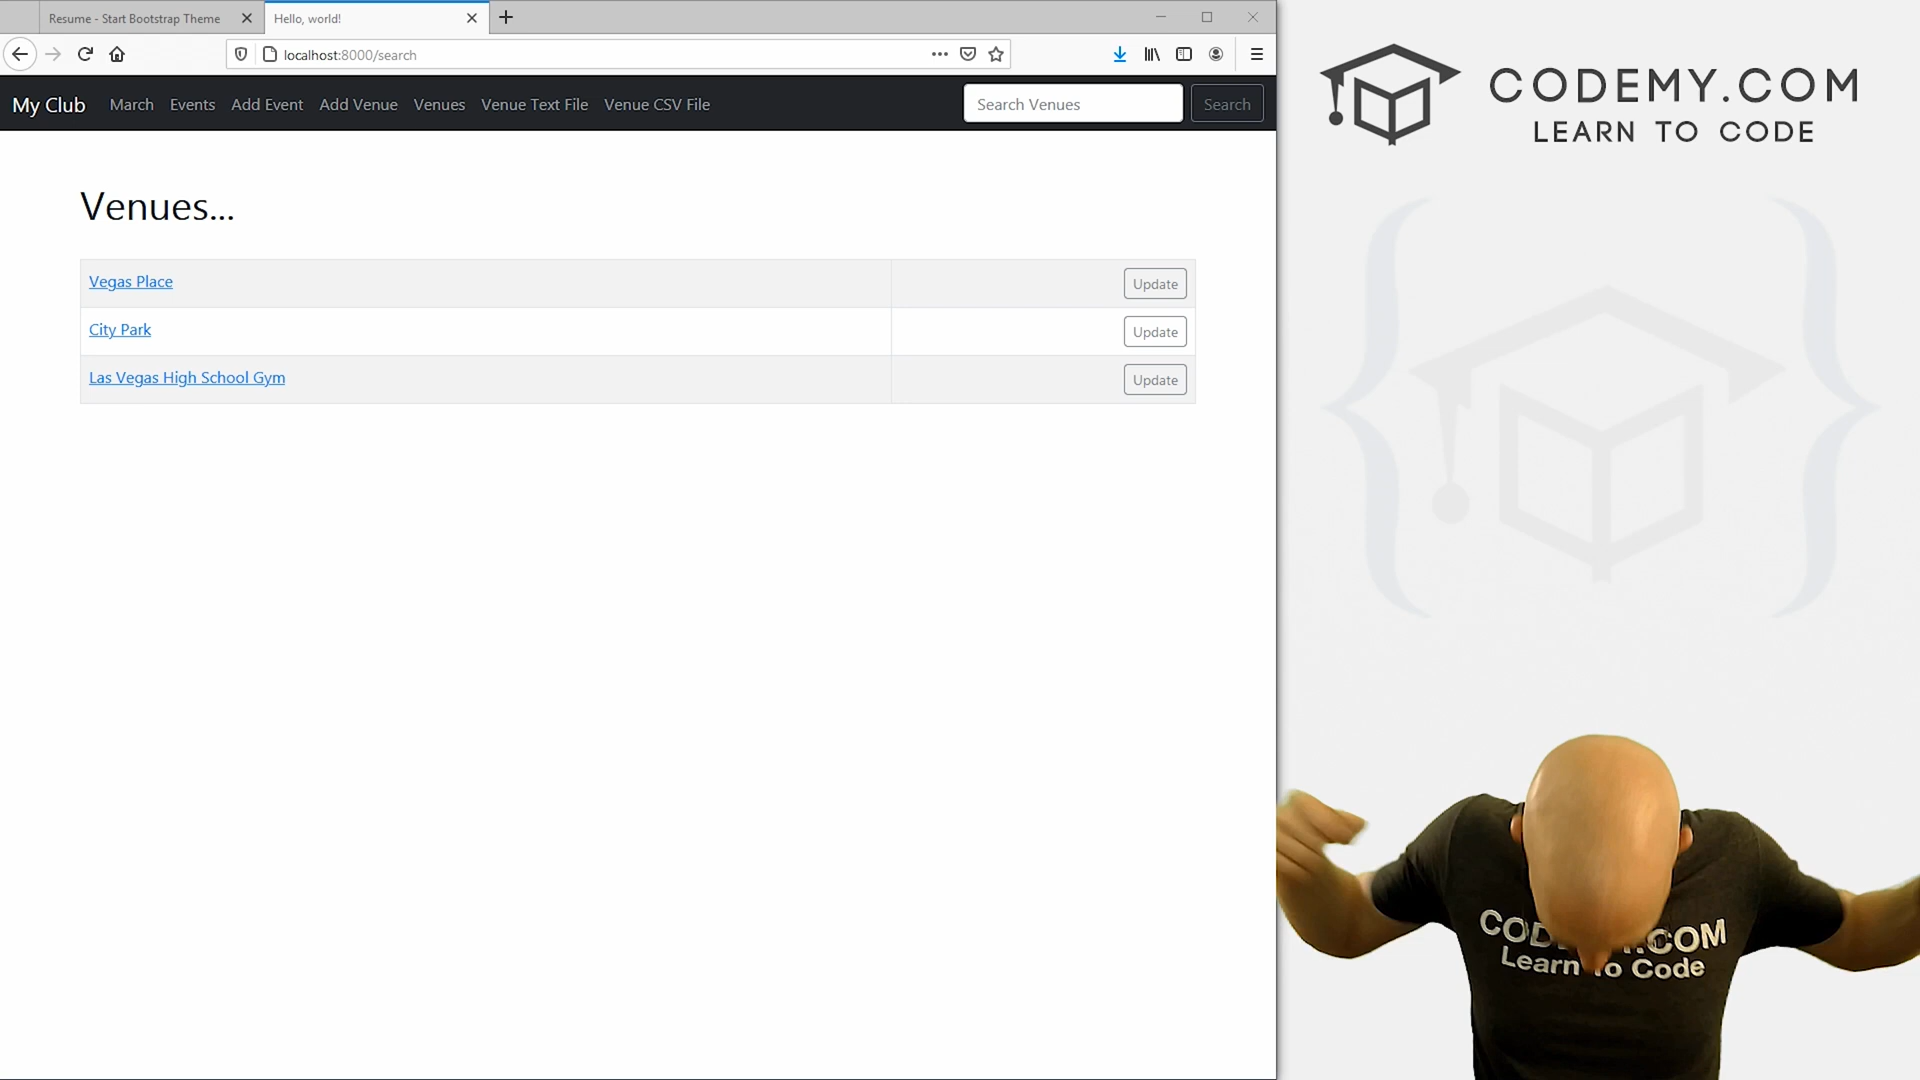 Resume - Start Bootstrap Theme
Hello, world!
localhost:8000/search
My Club March Events Add Event Add Venue Venues Venue Text File Venue CSV File Search Venues Search
Venues...
Vegas Place Update
City Park Update
Las Vegas High School Gym Update
CODEMY.COM
LEARN TO CODE
Learn to Code